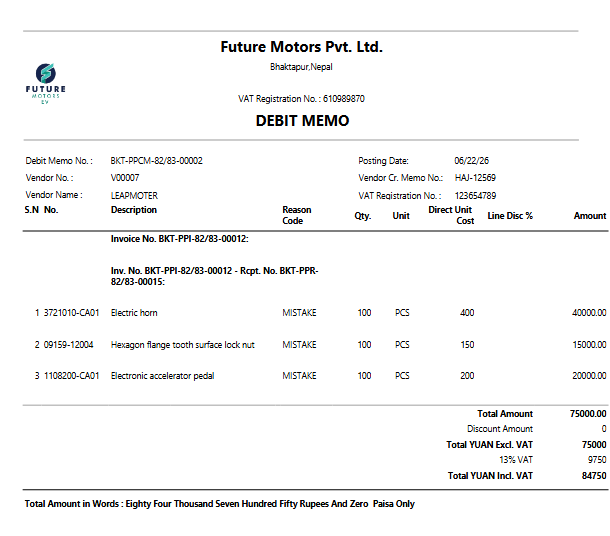 Future Motors Pvt. Ltd.
Bhaktapur,Nepal
FUTURE
MOTORS
EV
VAT Registration No. : 610989870
DEBIT MEMO
Debit Memo No. : BKT-PPCM-82/83-00002 Posting Date: 06/22/26
Vendor No. : V00007 Vendor Cr. Memo No.: HAJ-12569
Vendor Name : LEAPMOTER VAT Registration No. : 123654789
S.N No. Description Reason Code Qty. Unit Direct Unit Cost Line Disc % Amount
Invoice No. BKT-PPI-82/83-00012:
Inv. No. BKT-PPI-82/83-00012 - Rcpt. No. BKT-PPR-
82/83-00015:
1 3721010-CA01 Electric horn MISTAKE 100 PCS 400 40000.00
2 09159-12004 Hexagon flange tooth surface lock nut MISTAKE 100 PCS 150 15000.00
3 1108200-CA01 Electronic accelerator pedal MISTAKE 100 PCS 200 20000.00
Total Amount 75000.00
Discount Amount 0
Total YUAN Excl. VAT 75000
13% VAT 9750
Total YUAN Incl. VAT 84750
Total Amount in Words : Eighty Four Thousand Seven Hundred Fifty Rupees And Zero Paisa Only